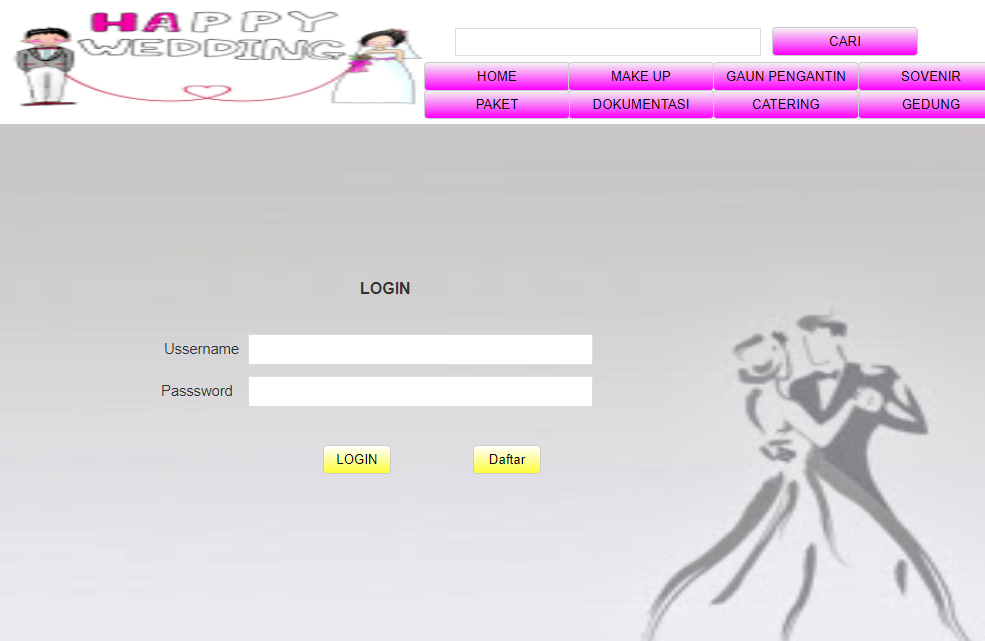 HAPPY
WEDDING
CARI
HOME MAKE UP GAUN PENGANTIN SOVENIR
PAKET DOKUMENTASI CATERING GEDUNG
LOGIN
Ussername
Passsword
LOGIN Daftar